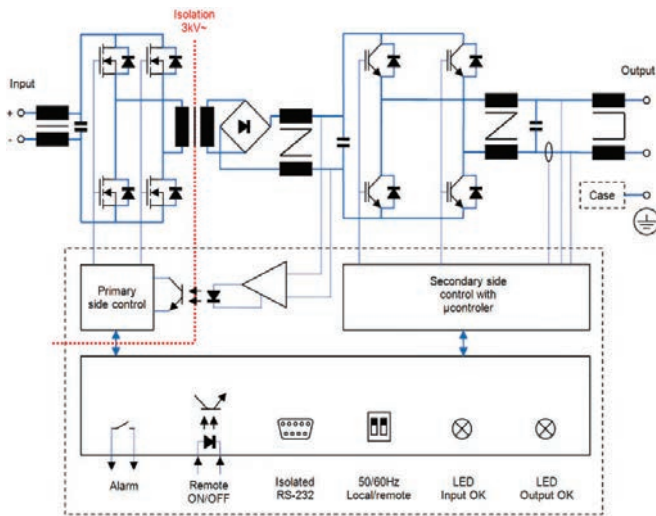 Isolation
3kV~
Input
+
-
Output
Case
Primary
side control
Secondary side
control with
µcontroler
Alarm
Remote
ON/OFF
Isolated
RS-232
50/60Hz
Local/remote
LED
Input OK
LED
Output OK